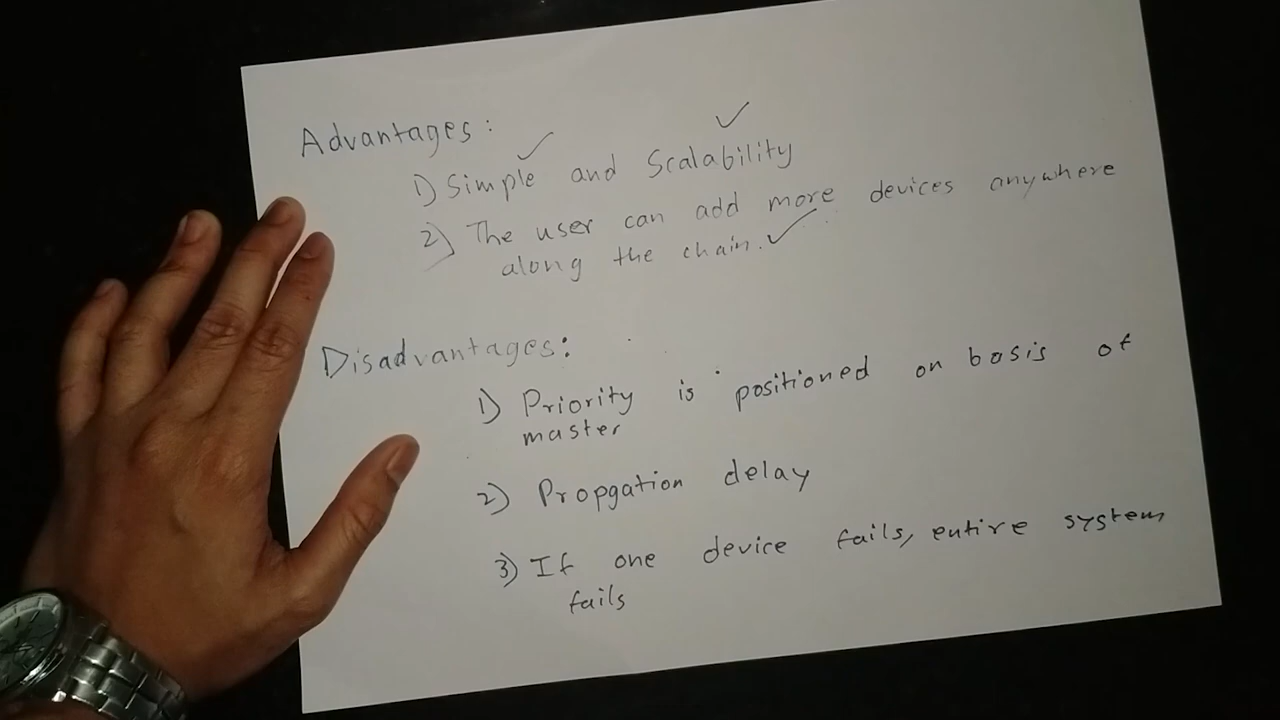 Advantages:
1) Simple and Scalability
2) The user can add more devices anywhere
along the chain.
Disadvantages:
1) Priority is positioned on basis of
master
2) Propgation delay
3) If one device fails, entire system
fails